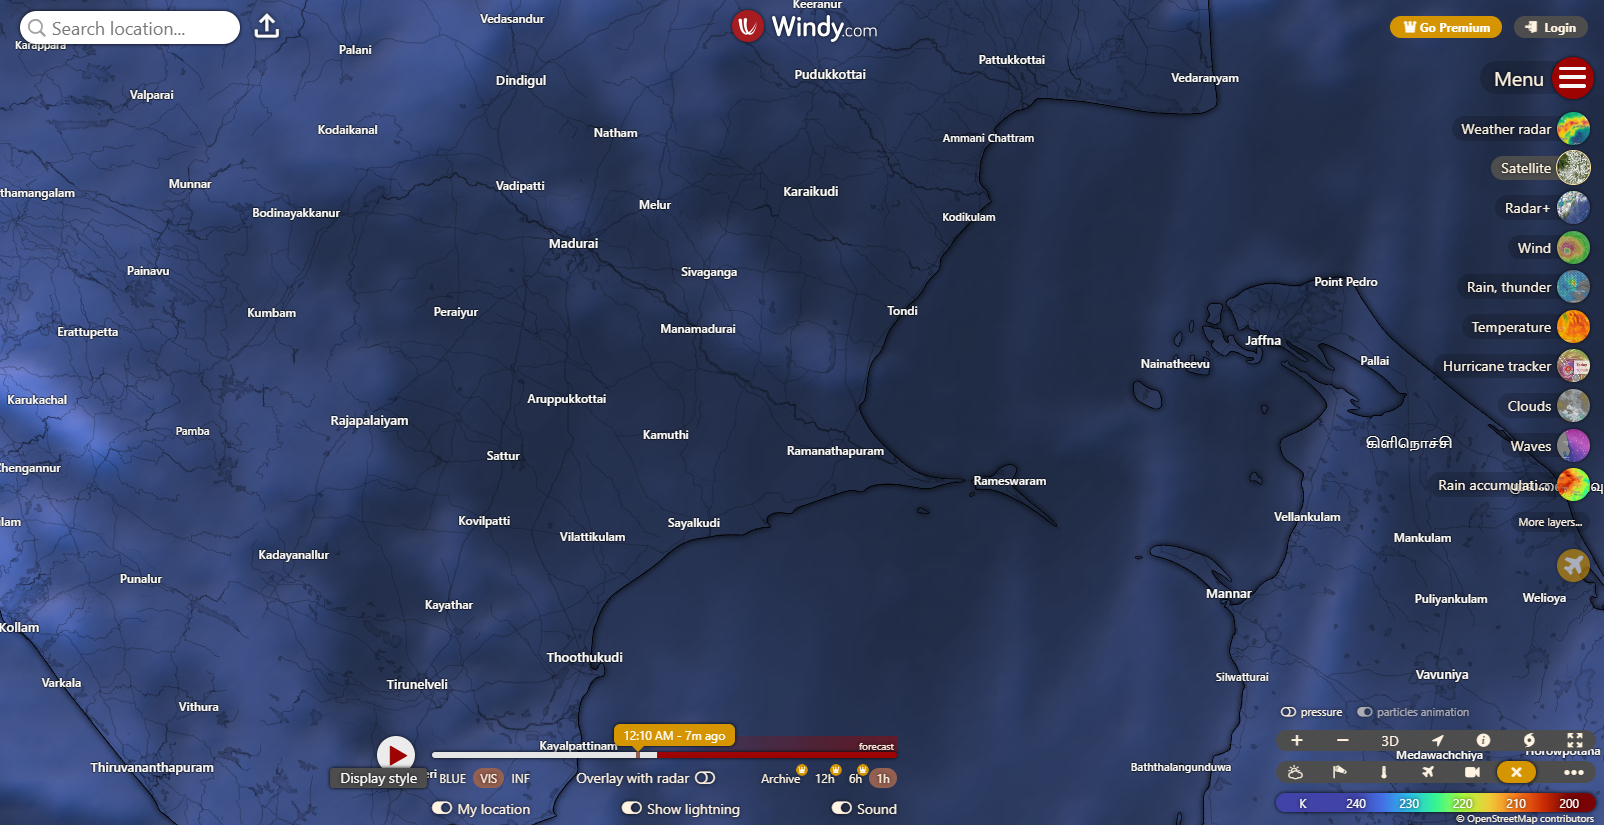 Search location...
Windy.com
Go Premium
Login
Menu
Weather radar
Satellite
Radar+
Wind
Rain, thunder
Temperature
Hurricane tracker
Clouds
Waves
Rain accumulati...
More layers...
Keeranur
Vedasandur
Karappara
Palani
Pattukkottai
Dindigul
Pudukkottai
Vedaranyam
Valparai
Kodaikanal
Natham
Ammani Chattram
Munnar
Vadipatti
Karaikudi
thamangalam
Bodinayakkanur
Melur
Kodikulam
Madurai
Painavu
Sivaganga
Point Pedro
Kumbam
Peraiyur
Tondi
Erattupetta
Manamadurai
Jaffna
Nainatheevu
Pallai
Karukachal
Aruppukkottai
Rajapalaiyam
Pamba
Kamuthi
கிளிநொச்சி
Chengannur
Sattur
Ramanathapuram
Rameswaram
lam
Kovilpatti
Sayalkudi
Vellankulam
Vilattikulam
Mankulam
Kadayanallur
Punalur
Mannar
Puliyankulam
Welioya
Kayathar
Kollam
Thoothukudi
Varkala
Tirunelveli
Silwatturai
Vavuniya
Vithura
Kayalpattinam
Thiruvananthapuram
Baththalangunduwa
Medawachchiya
Horowpotana
12:10 AM - 7m ago
forecast
Display style
eri
BLUE
VIS
INF
Overlay with radar
Archive
12h
6h
1h
My location
Show lightning
Sound
pressure
particles animation
3D
K 240 230 220 210 200
© OpenStreetMap contributors